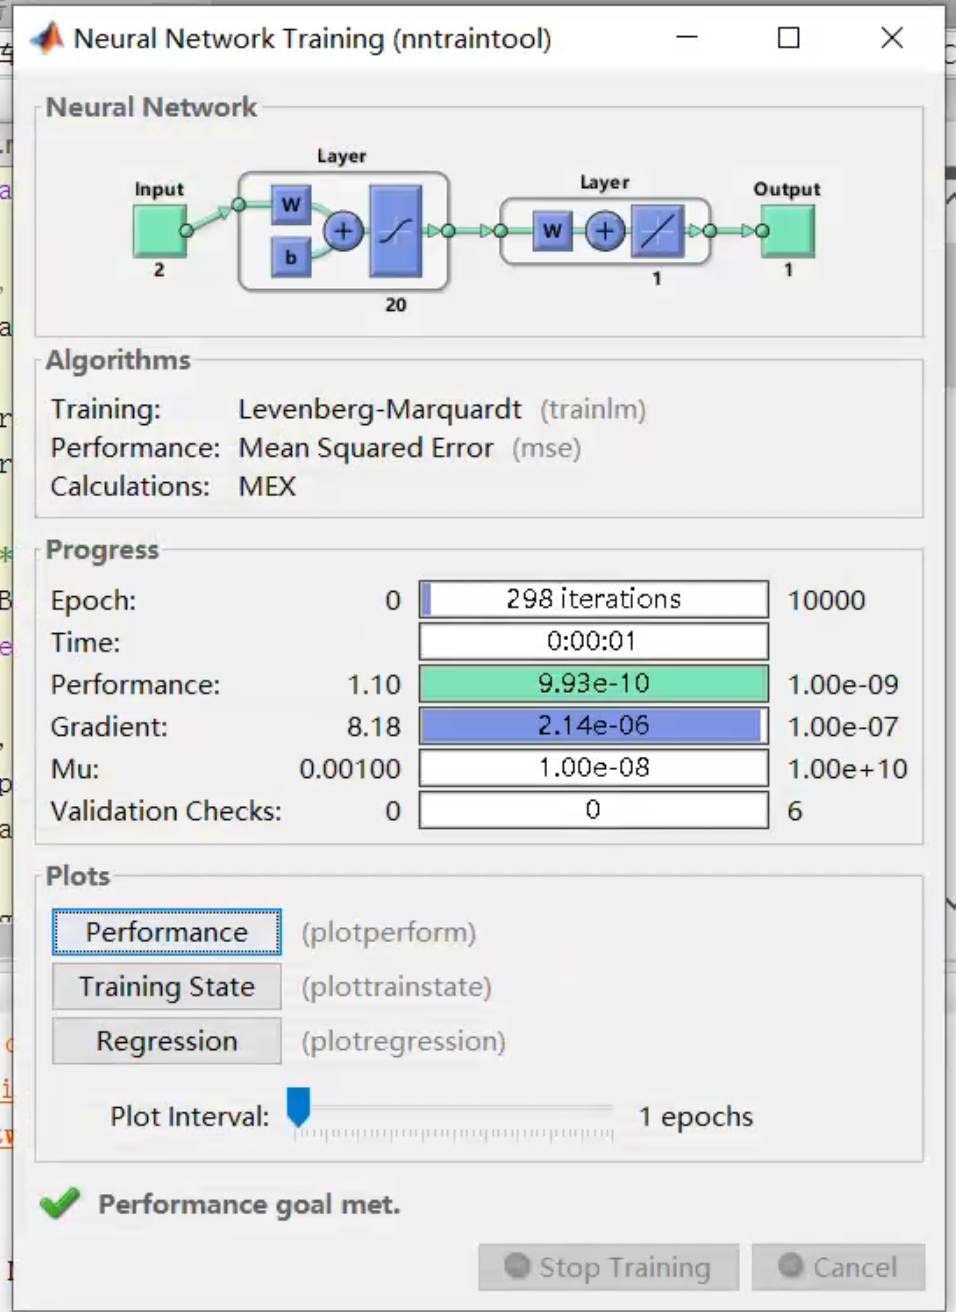 Neural Network Training (nntraintool)
Neural Network
Layer
Input
W
b
+
2
20
Layer
W
+
1
Output
1
Algorithms
Training: Levenberg-Marquardt (trainlm)
Performance: Mean Squared Error (mse)
Calculations: MEX
Progress
Epoch: 0 298 iterations 10000
Time: 0:00:01
Performance: 1.10 9.93e-10 1.00e-09
Gradient: 8.18 2.14e-06 1.00e-07
Mu: 0.00100 1.00e-08 1.00e+10
Validation Checks: 0 0 6
Plots
Performance (plotperform)
Training State (plottrainstate)
Regression (plotregression)
Plot Interval: 1 epochs
Performance goal met.
Stop Training Cancel